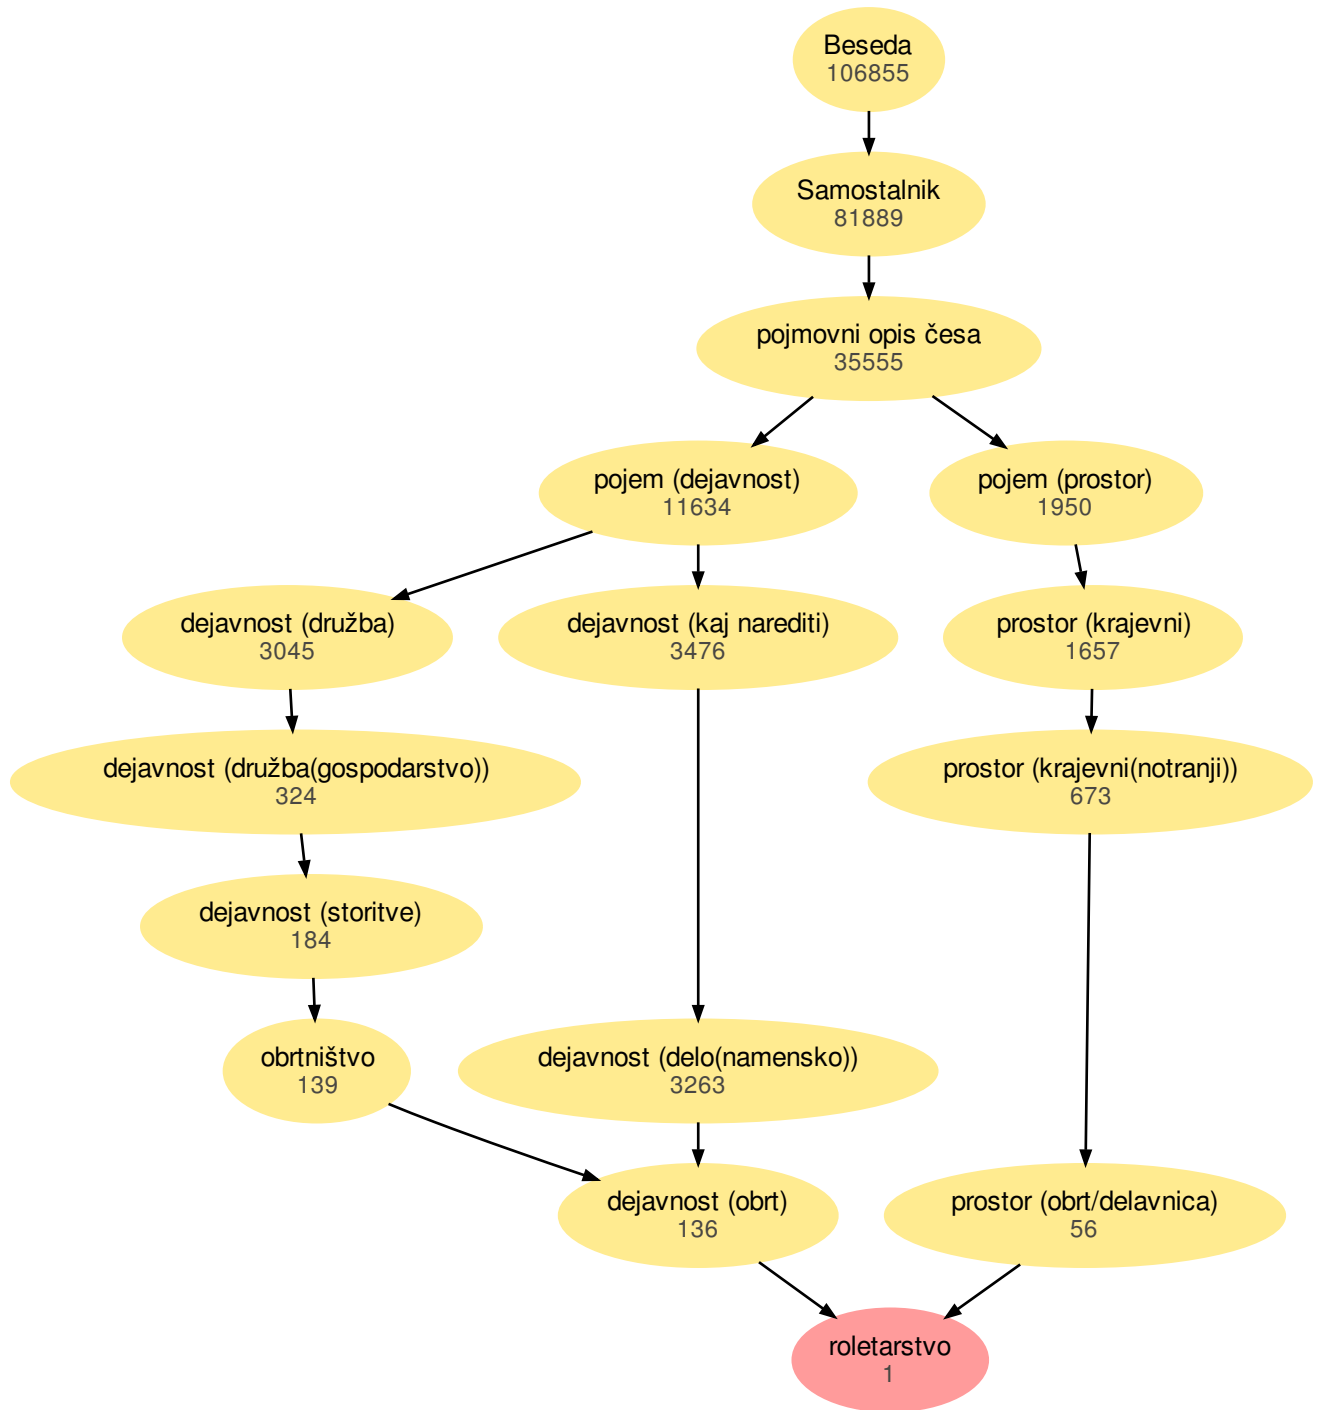 Beseda
106855
Samostalnik
81889
pojmovni opis česa
35555
pojem (dejavnost)
11634
pojem (prostor)
1950
dejavnost (družba)
3045
dejavnost (kaj narediti)
3476
prostor (krajevni)
1657
dejavnost (družba(gospodarstvo))
324
prostor (krajevni(notranji))
673
dejavnost (storitve)
184
obrtništvo
139
dejavnost (delo(namensko))
3263
dejavnost (obrt)
136
prostor (obrt/delavnica)
56
roletarstvo
1